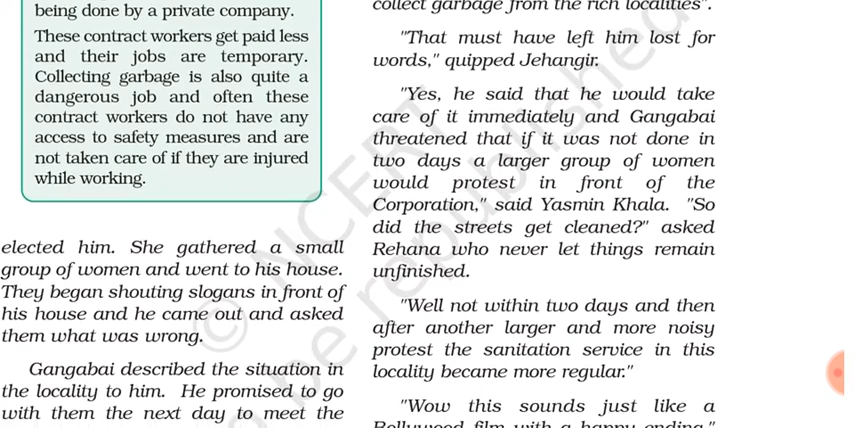 being done by a private company.
These contract workers get paid less
and their jobs are temporary.
Collecting garbage is also quite a
dangerous job and often these
contract workers do not have any
access to safety measures and are
not taken care of if they are injured
while working.
elected him. She gathered a small
group of women and went to his house.
They began shouting slogans in front of
his house and he came out and asked
them what was wrong.
Gangabai described the situation in
the locality to him. He promised to go
with them the next day to meet the
collect garbage from the rich localities".
"That must have left him lost for
words," quipped Jehangir.
"Yes, he said that he would take
care of it immediately and Gangabai
threatened that if it was not done in
two days a larger group of women
would protest in front of the
Corporation," said Yasmin Khala. "So
did the streets get cleaned?" asked
Rehana who never let things remain
unfinished.
"Well not within two days and then
after another larger and more noisy
protest the sanitation service in this
locality became more regular."
"Wow this sounds just like a
Bollywood film with a happy ending,"
© NCERT
be republished